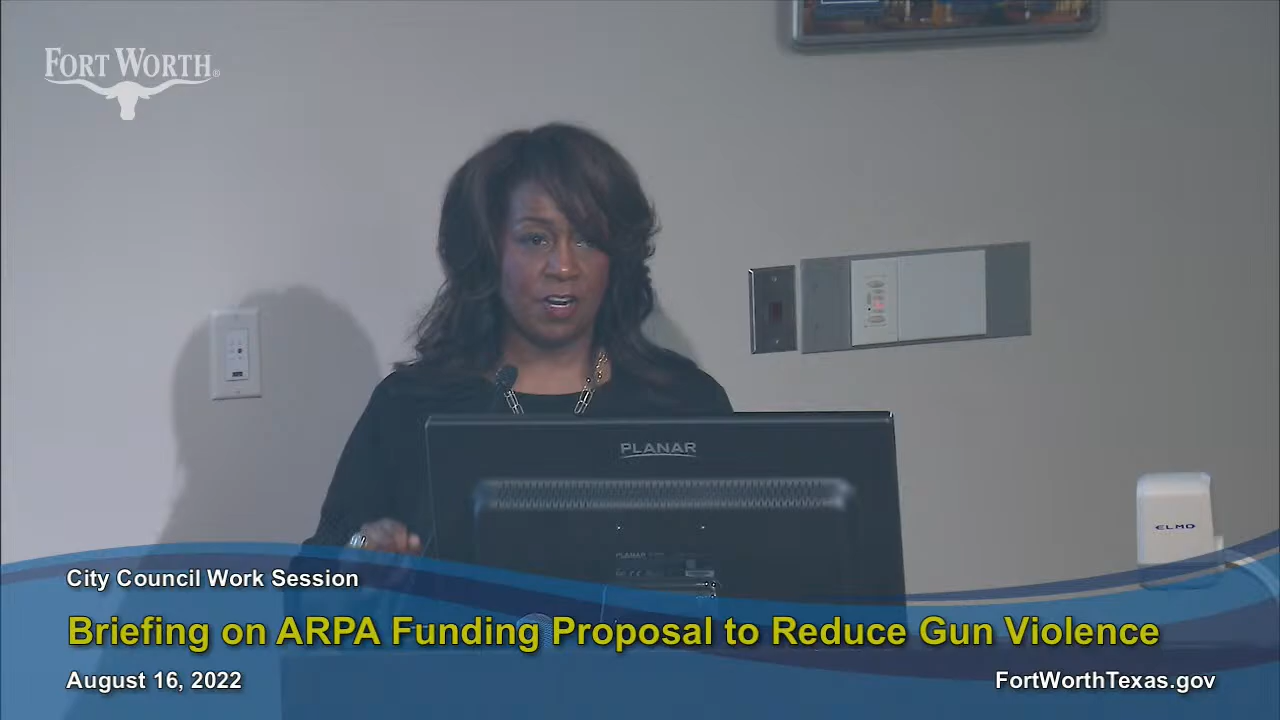 FORT WORTH®
PLANAR
ELMO
PLANAR
City Council Work Session
Briefing on ARPA Funding Proposal to Reduce Gun Violence
August 16, 2022
FortWorthTexas.gov